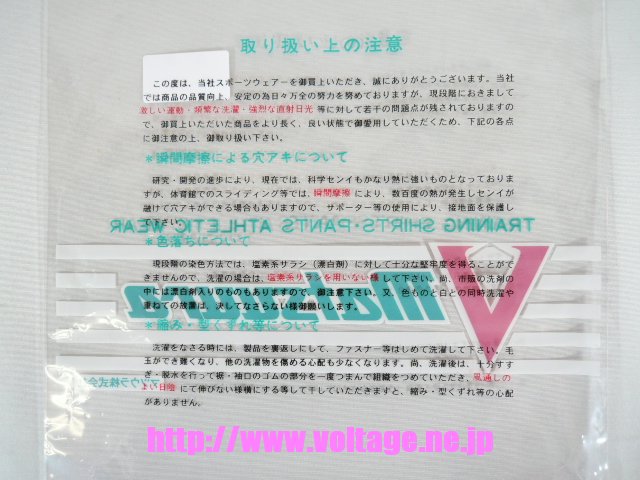 取り扱い上の注意
この度は、当社スポーツウェアーを御買上いただき、誠にありがとうございます。当社
では商品の品質向上、安定の為日々万全の努力を努めておりますが、現段階におきまして
激しい運動・頻繁な洗濯・強烈な直射日光 等に対して若干の問題点が残されておりますの
で、御買上いただいた商品をより長く、良い状態で御愛用していただくため、下記の各点
に御注意の上、御取り扱い下さい。
＊瞬間摩擦による穴アキについて
研究・開発の進歩により、現在では、科学センイもかなり熱に強いものとなっておりま
すが、体育館でのスライディング等では、瞬間摩擦 により、数百度の熱が発生しセンイが
融けて穴アキができる場合もありますので、サポーター等の使用により、接地面を保護し
て下さい。
TRAINING SHIRTS・PANTS ATHLETIC WEAR
＊色落ちについて
現段階の染色方法では、塩素系サラシ（漂白剤）に対して十分な堅牢度を得ることがで
きませんので、洗濯の場合は、塩素系サラシを用いない様 して下さい。尚、市販の洗剤の
中には漂白剤入りのものもありますので、御注意下さい。又、色ものと白との同時洗濯や
重ねての放置は、決してなさらない様御願いします。
＊縮み・型くずれ等について
洗濯をなさる時には、製品を裏返しにして、ファスナー等はしめて洗濯して下さい。毛
玉ができ難くなり、他の洗濯物を傷める心配も少なくなります。尚、洗濯後は、十分すす
ぎ・脱水を行って裾・袖口のゴムの部分を一度つまんで組織をつめていただき、風通しの
よい日陰 にて伸びない様横にする等して干していただきますと、縮み・型くずれ等の心配
がありません。
マツウラ株式会
http://www.voltage.ne.jp